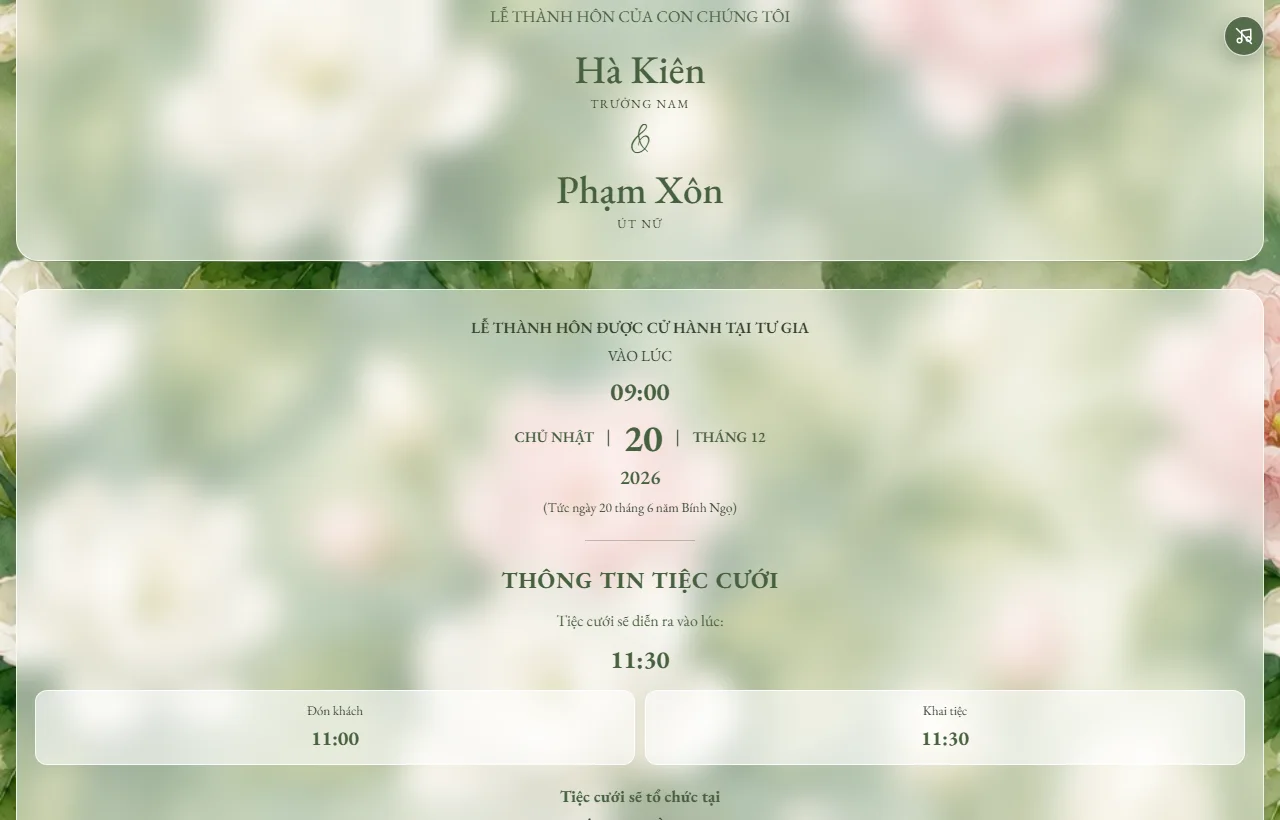 LỄ THÀNH HÔN CỦA CON CHÚNG TÔI
Hà Kiên
TRƯỞNG NAM
&
Phạm Xôn
ÚT NỮ
LỄ THÀNH HÔN ĐƯỢC CỬ HÀNH TẠI TƯ GIA
VÀO LÚC
09:00
CHỦ NHẬT | 20 | THÁNG 12
2026
(Tức ngày 20 tháng 6 năm Bính Ngọ)
THÔNG TIN TIỆC CƯỚI
Tiệc cưới sẽ diễn ra vào lúc:
11:30
Đón khách
11:00
Khai tiệc
11:30
Tiệc cưới sẽ tổ chức tại